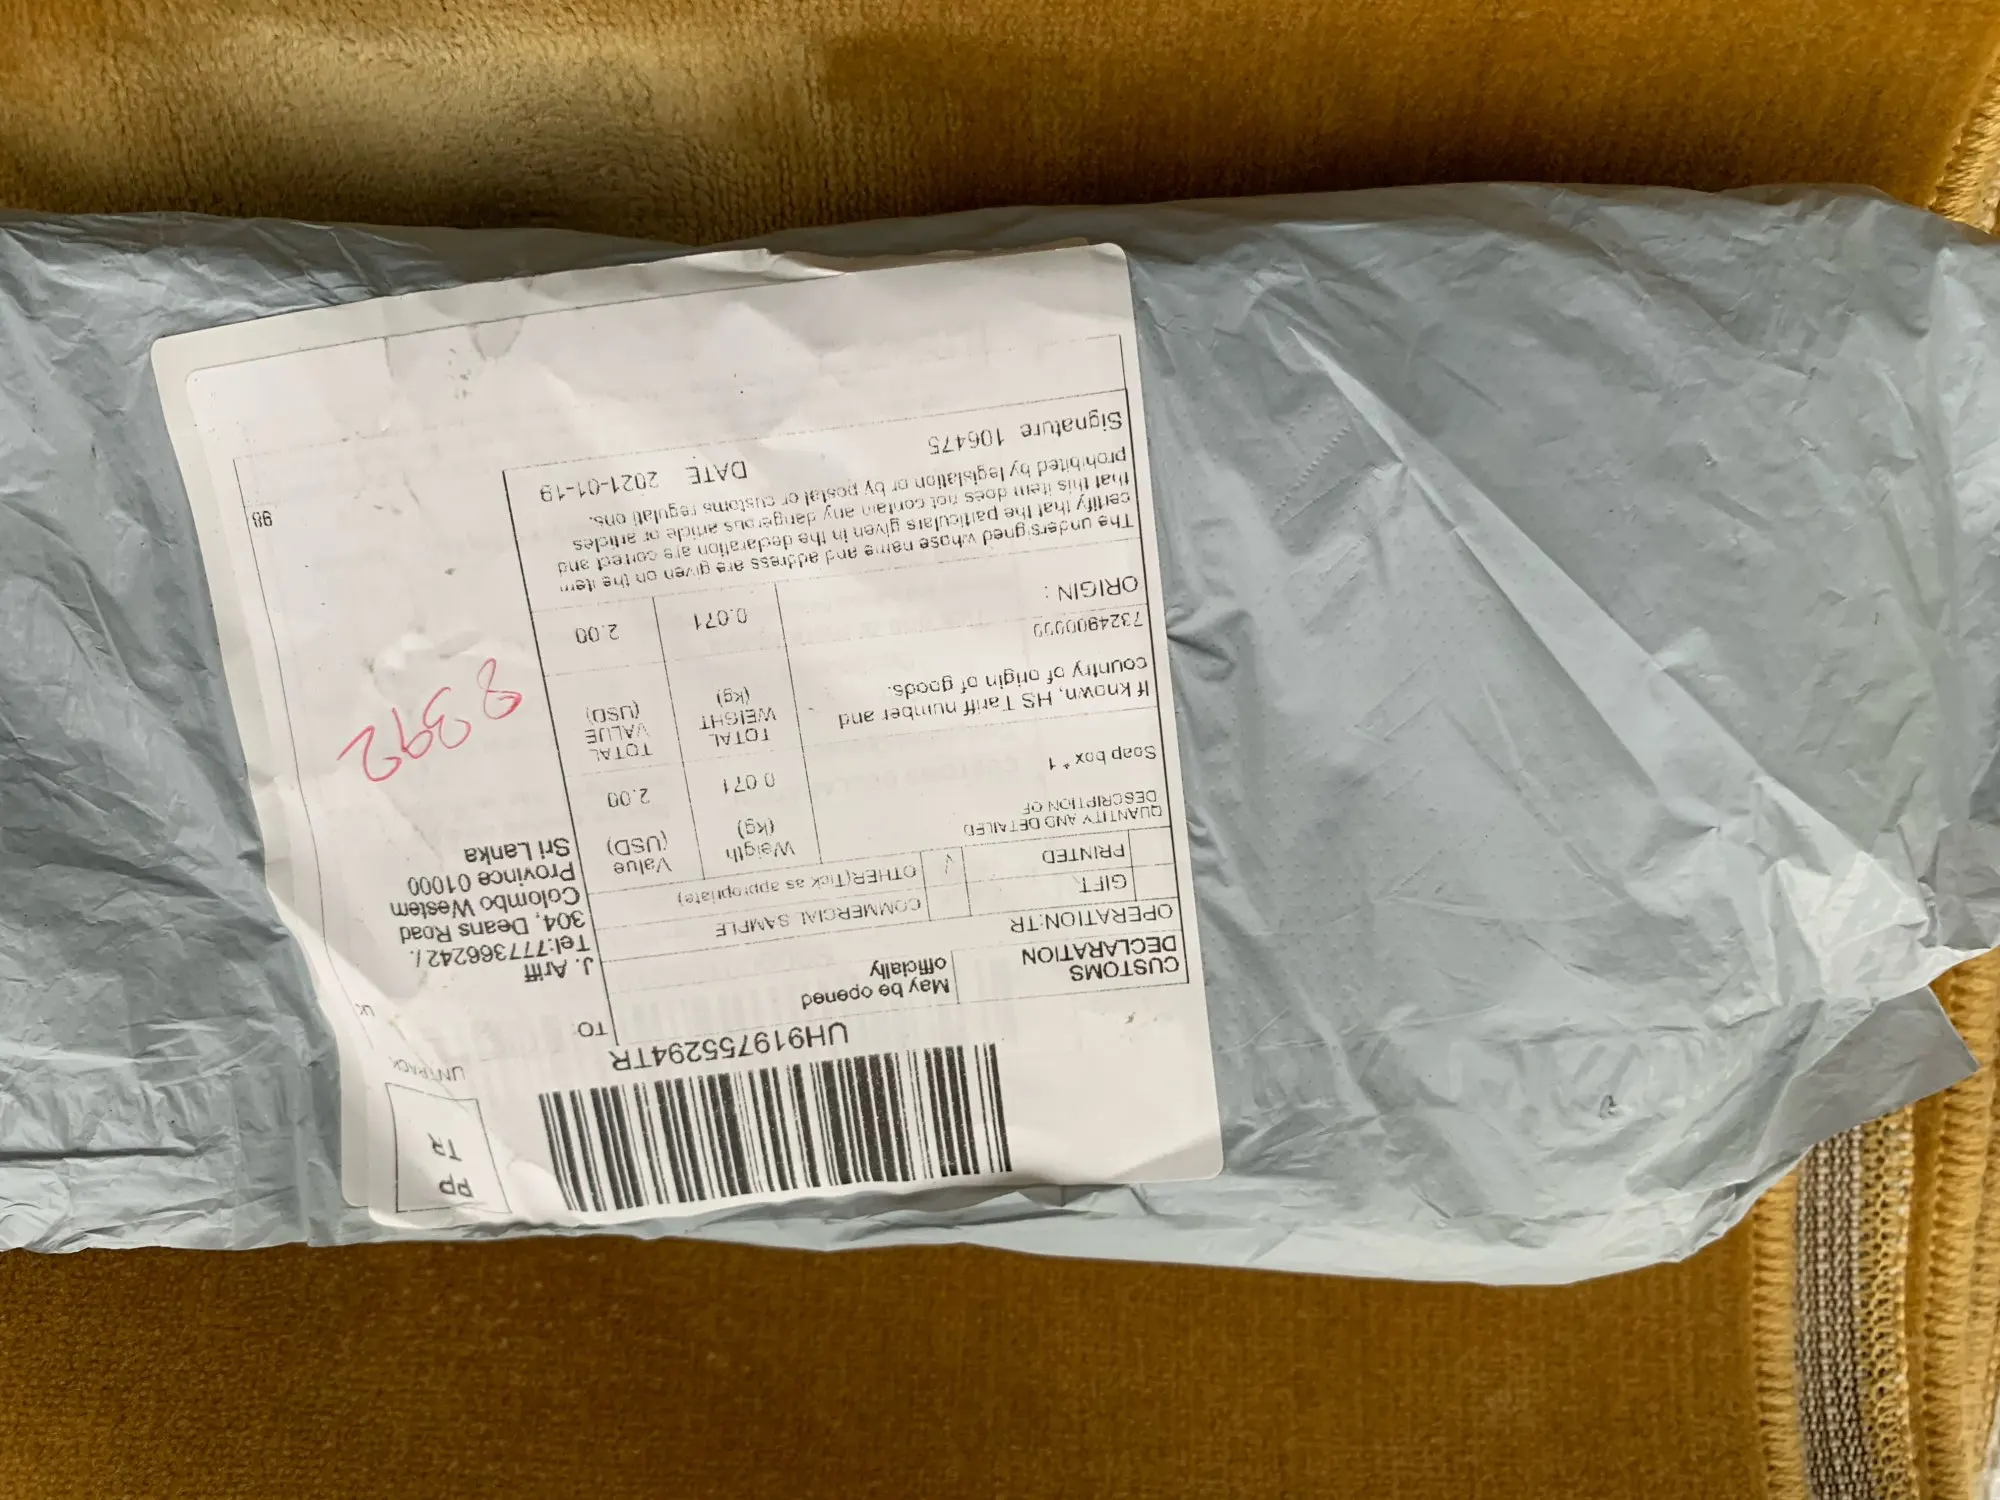 PP
TR
UNTRACK
UH919755294TR
CUSTOMS
DECLARATION
May be opened
officially
OPERATION:TR
GIFT
COMMERCIAL SAMPLE
PRINTED
√
OTHER(Tick as appropriate)
QUANTITY AND DETAILED
DESCRIPTION OF
Weigth
(kg)
Value
(USD)
Soap box * 1
0.071
2.00
If known, HS Tariff number and
country of origin of goods.
TOTAL
WEIGHT
(kg)
TOTAL
VALUE
(USD)
ORIGIN :
0.071
2.00
The undersigned whose name and address are given on the item
certify that the particulars given in the declaration are correct and
that this item does not contain any dangerous article or articles
prohibited by legislation or by postal or customs regulations.
Signature 106475
DATE 2021-01-19
TO:
J. Ariff
304, Deans Road
Colombo Western
Province 01000
Sri Lanka
98